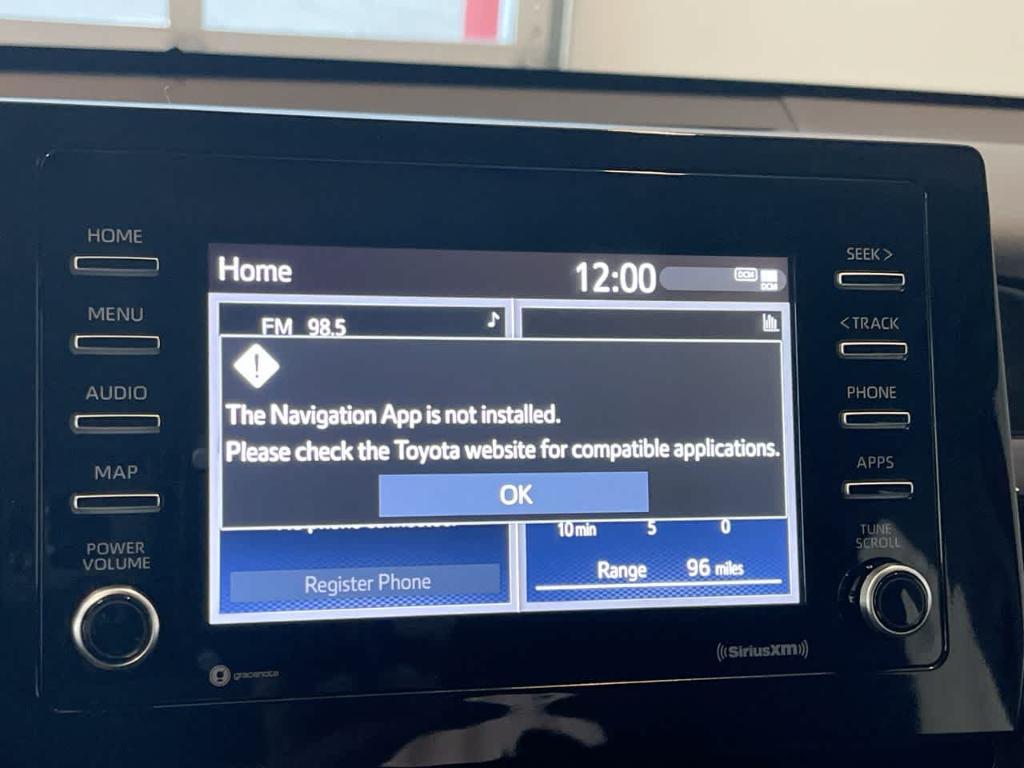 HOME
MENU
AUDIO
MAP
POWER
VOLUME
Home
12:00
DCM
DCM
FM 98.5
The Navigation App is not installed.
Please check the Toyota website for compatible applications.
OK
10 min 5 0
Range 96 miles
Register Phone
SEEK >
< TRACK
PHONE
APPS
TUNE
SCROLL
gracenote
SiriusXM